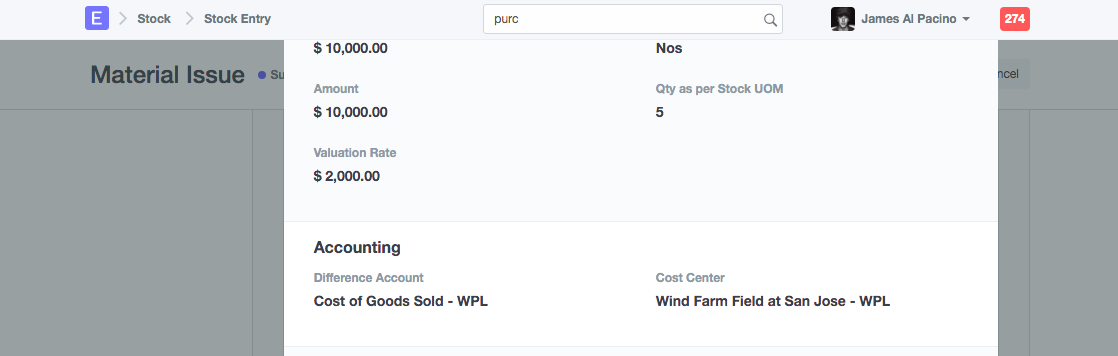 E Stock Stock Entry purc James Al Pacino 274
$ 10,000.00 Nos
Material Issue Su ncel
Amount Qty as per Stock UOM
$ 10,000.00 5
Valuation Rate
$ 2,000.00
Accounting
Difference Account Cost Center
Cost of Goods Sold - WPL Wind Farm Field at San Jose - WPL